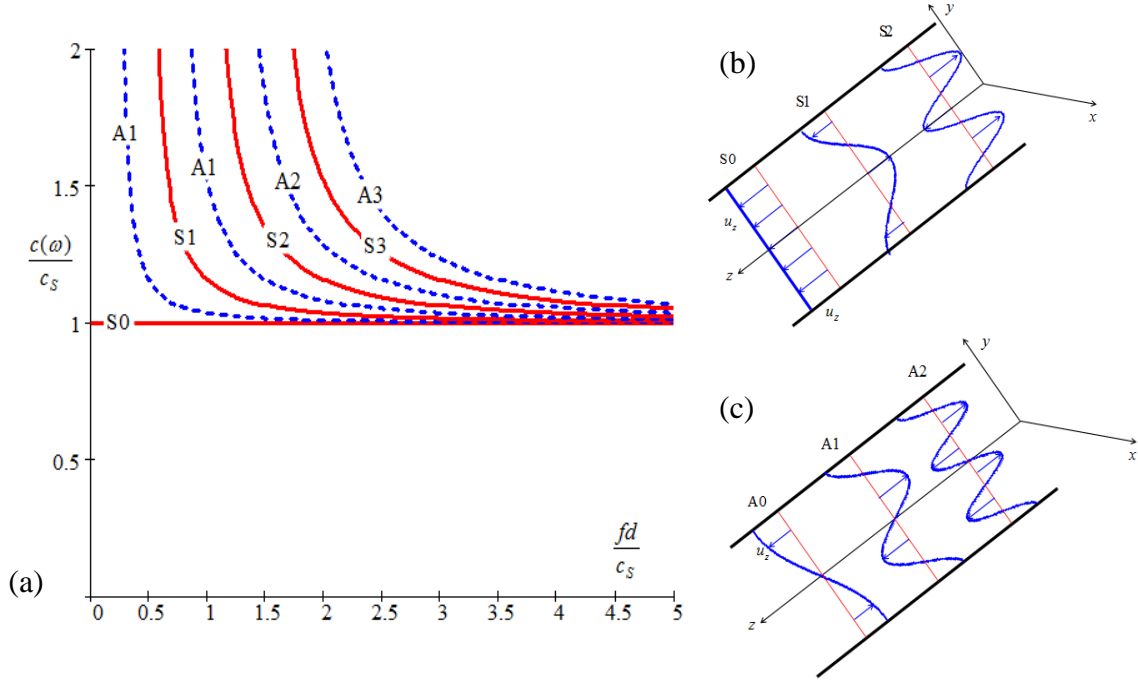 2
1.5
1
0.5
c(ω)
c_S
A1
S1
A1
S2
A2
S3
A3
S0
fd
c_S
0 0.5 1 1.5 2 2.5 3 3.5 4 4.5 5
(a)
(b)
y
x
z
S2
S1
S0
u_z
u_z
(c)
y
x
z
A2
A1
A0
u_z